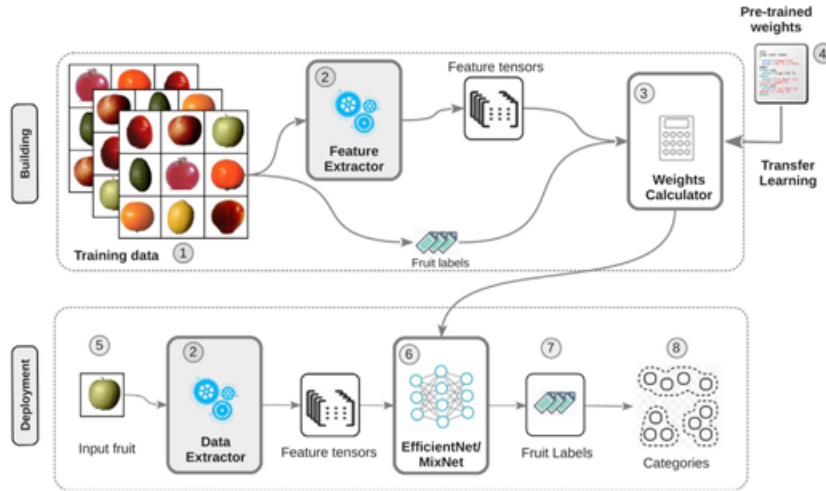 Pre-trained
weights
4
Building
1
Training data
2
Feature
Extractor
Feature tensors
Fruit labels
3
Weights
Calculator
Transfer
Learning
Deployment
5
Input fruit
2
Data
Extractor
Feature tensors
6
EfficientNet/
MixNet
7
Fruit Labels
8
Categories